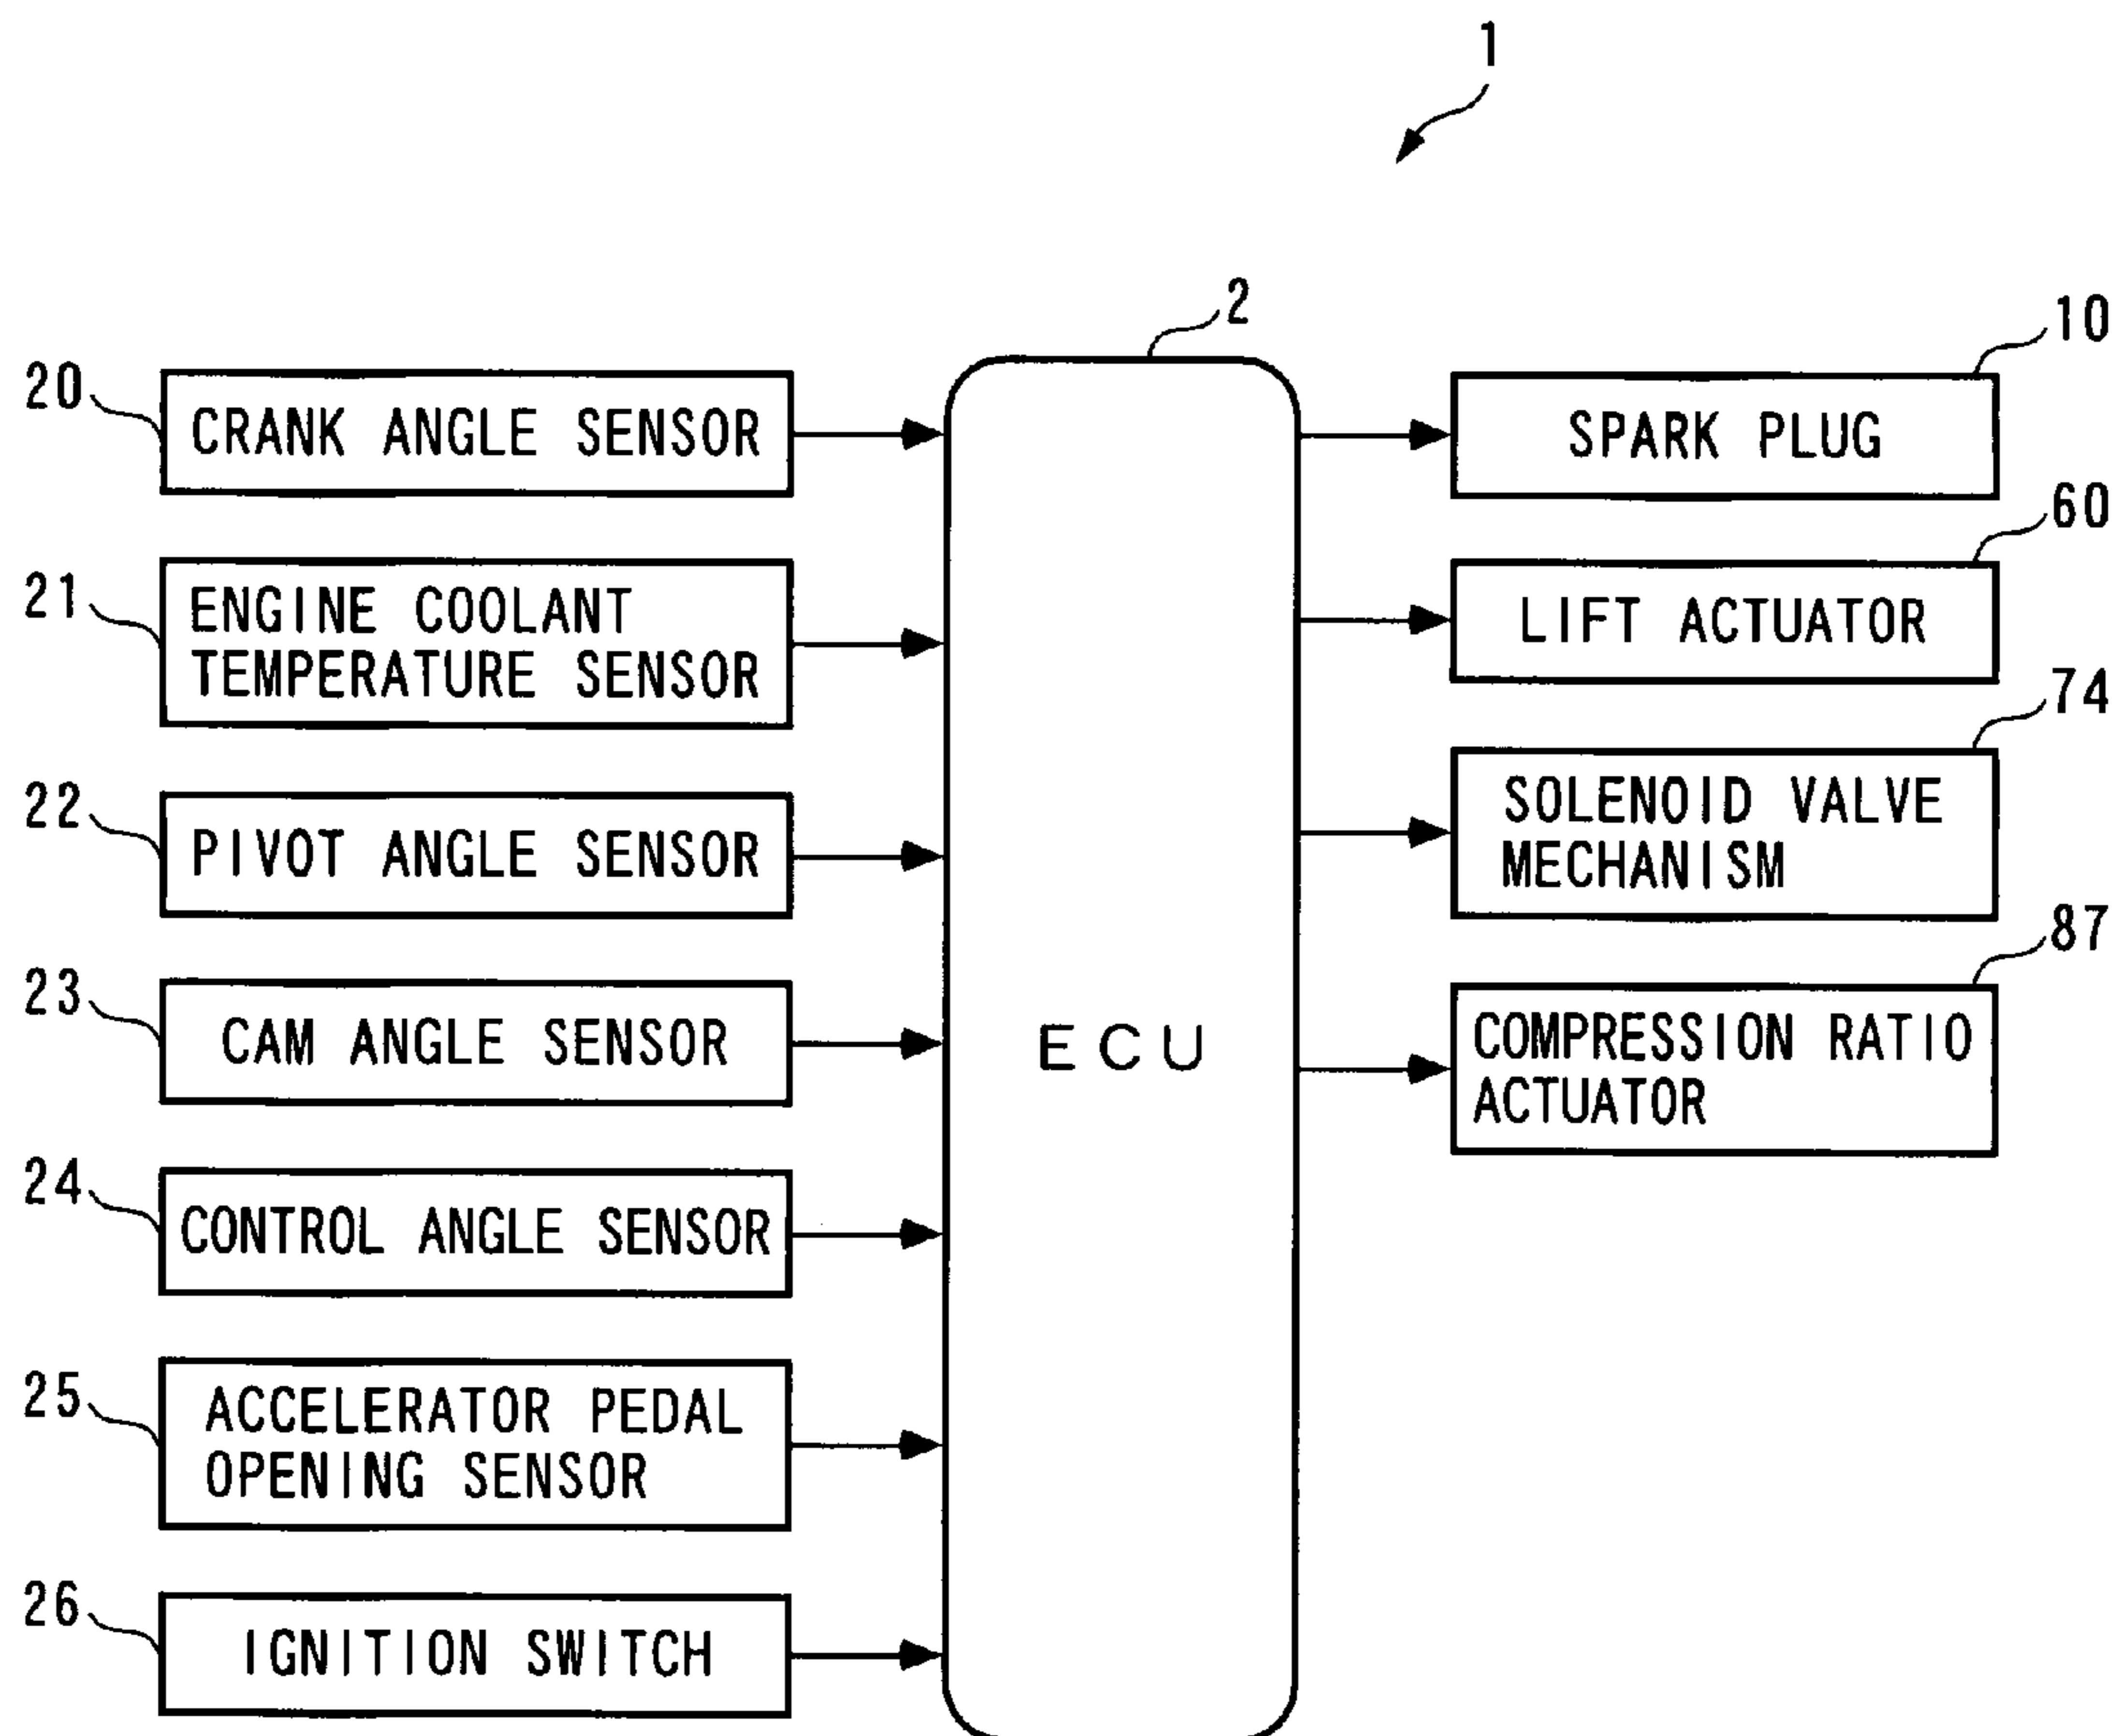 1
2
20
CRANK ANGLE SENSOR
21
ENGINE COOLANT
TEMPERATURE SENSOR
22
PIVOT ANGLE SENSOR
23
CAM ANGLE SENSOR
24
CONTROL ANGLE SENSOR
25
ACCELERATOR PEDAL
OPENING SENSOR
26
IGNITION SWITCH
ECU
10
SPARK PLUG
60
LIFT ACTUATOR
74
SOLENOID VALVE
MECHANISM
87
COMPRESSION RATIO
ACTUATOR